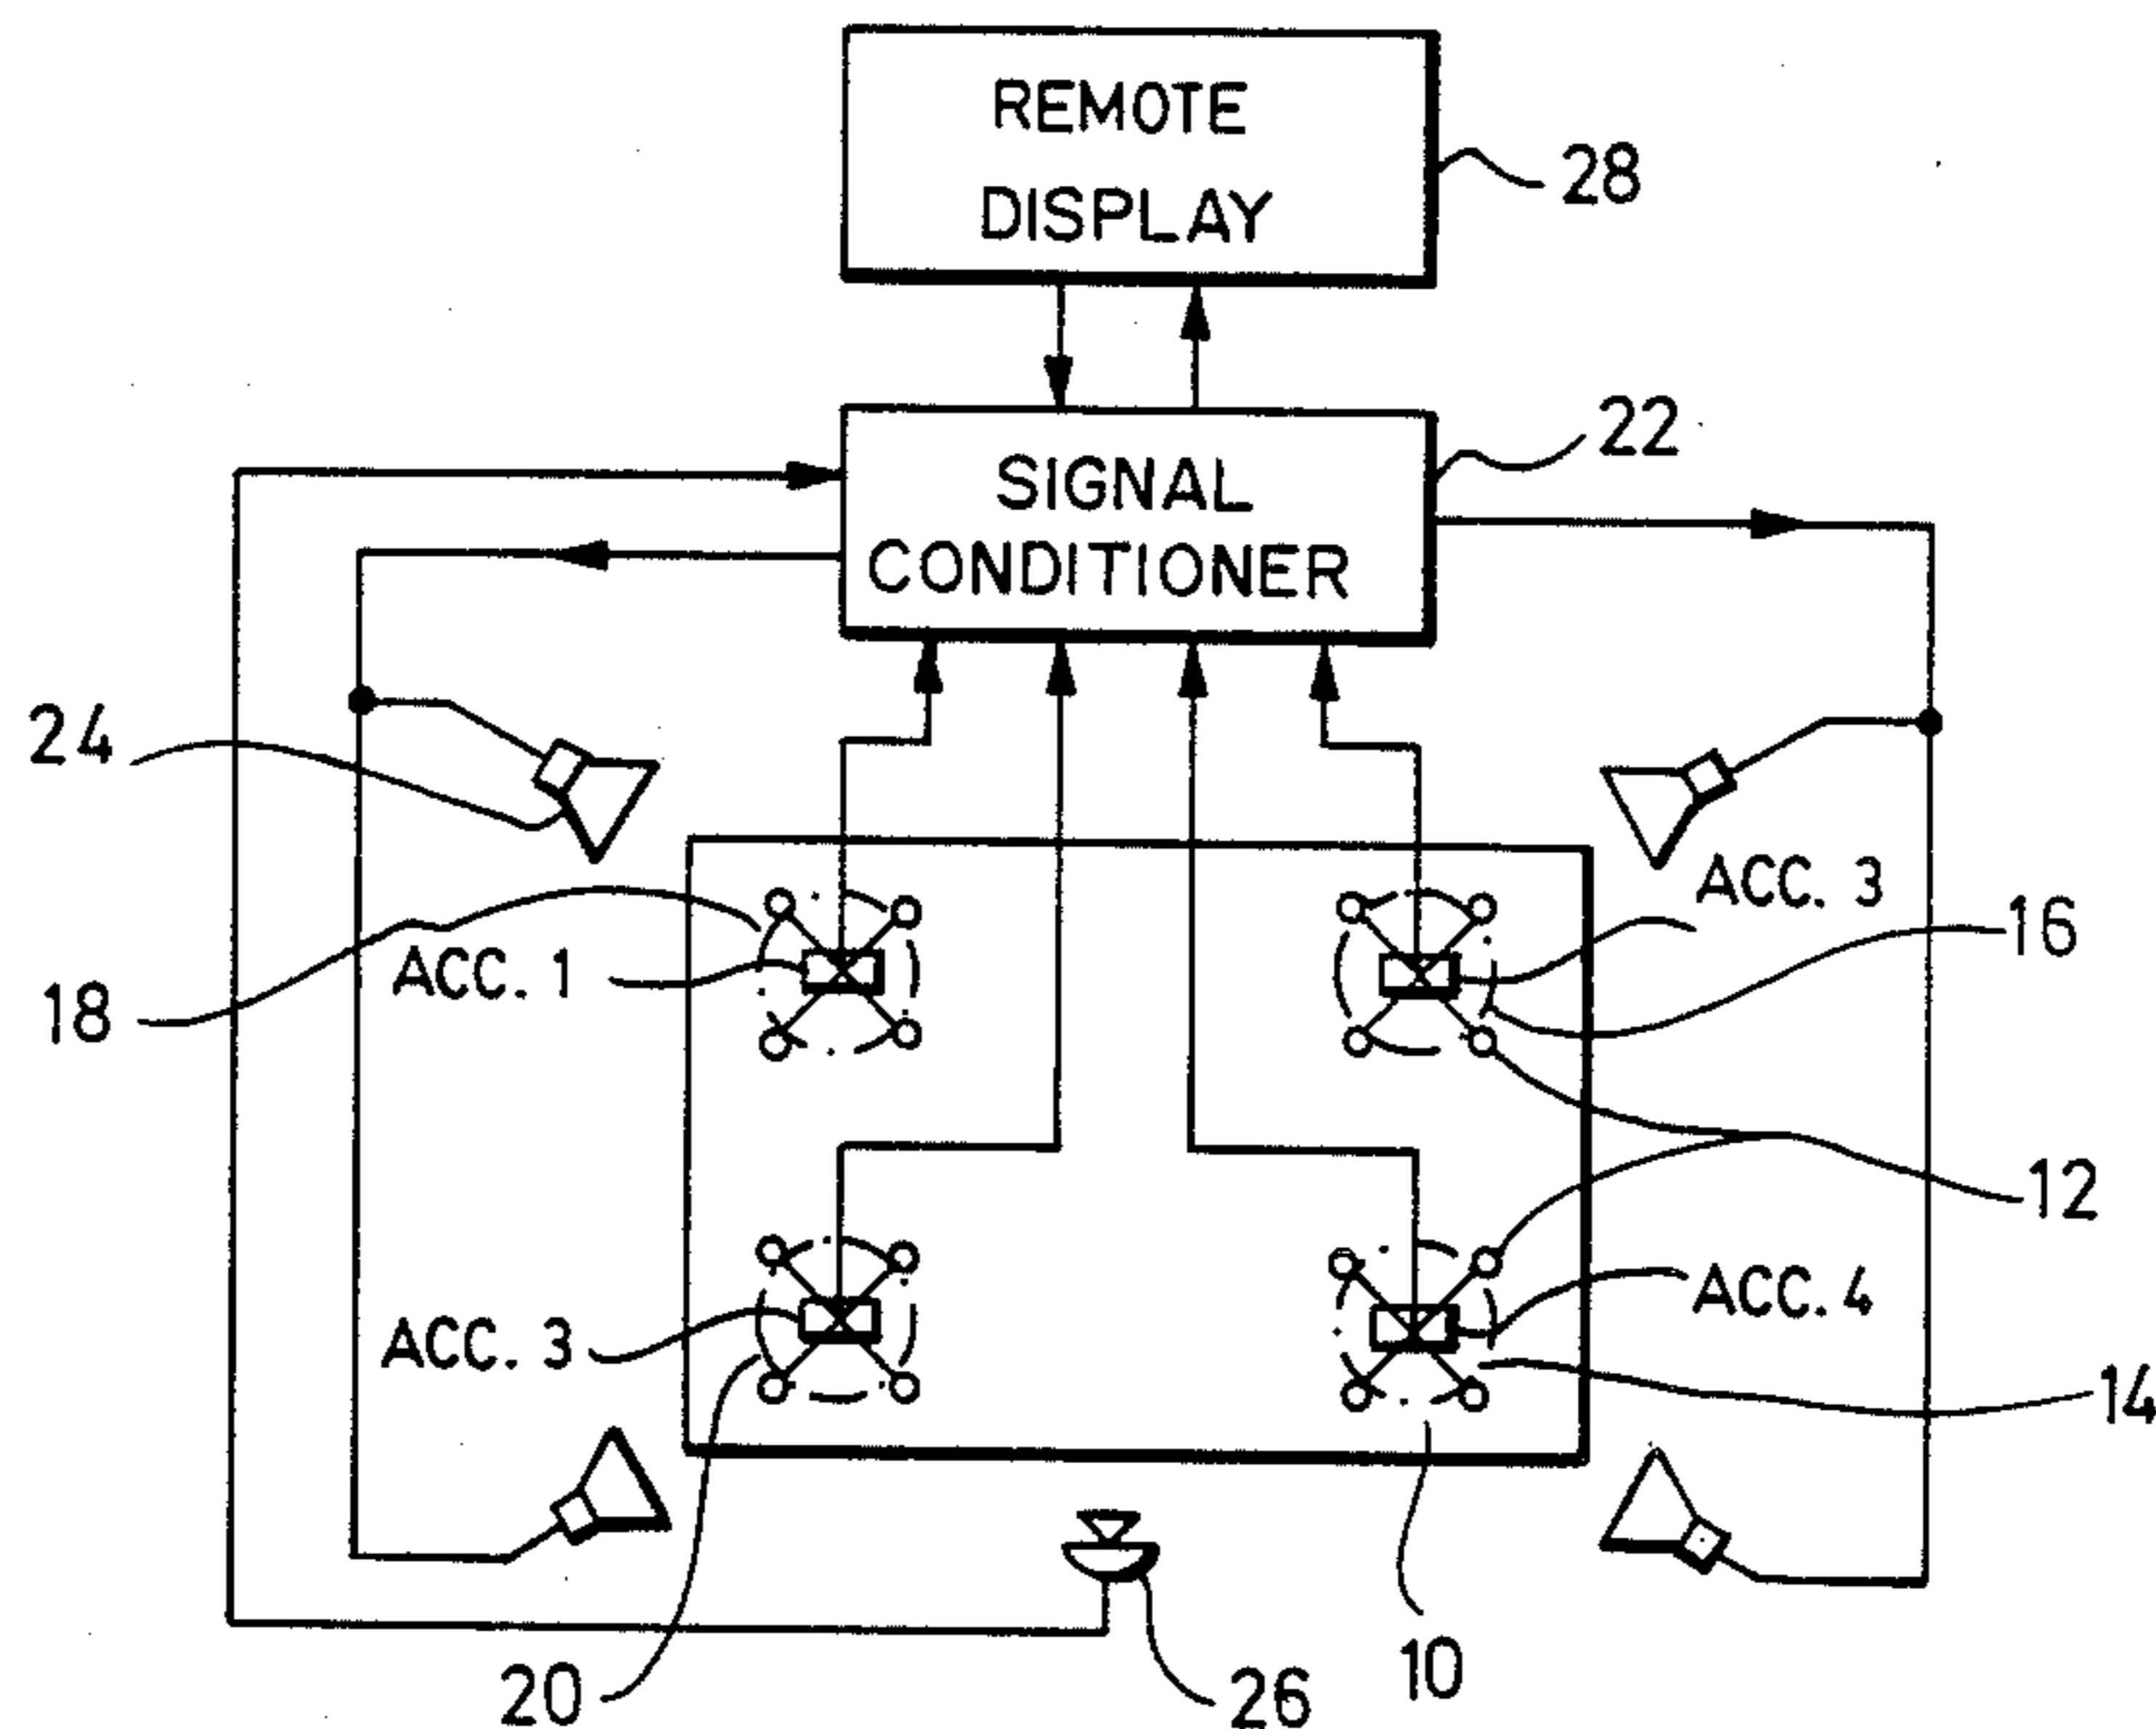 REMOTE
DISPLAY
28
SIGNAL
CONDITIONER
22
24
ACC. 3
16
18
ACC. 1
12
ACC. 3
ACC. 4
14
20
26
10